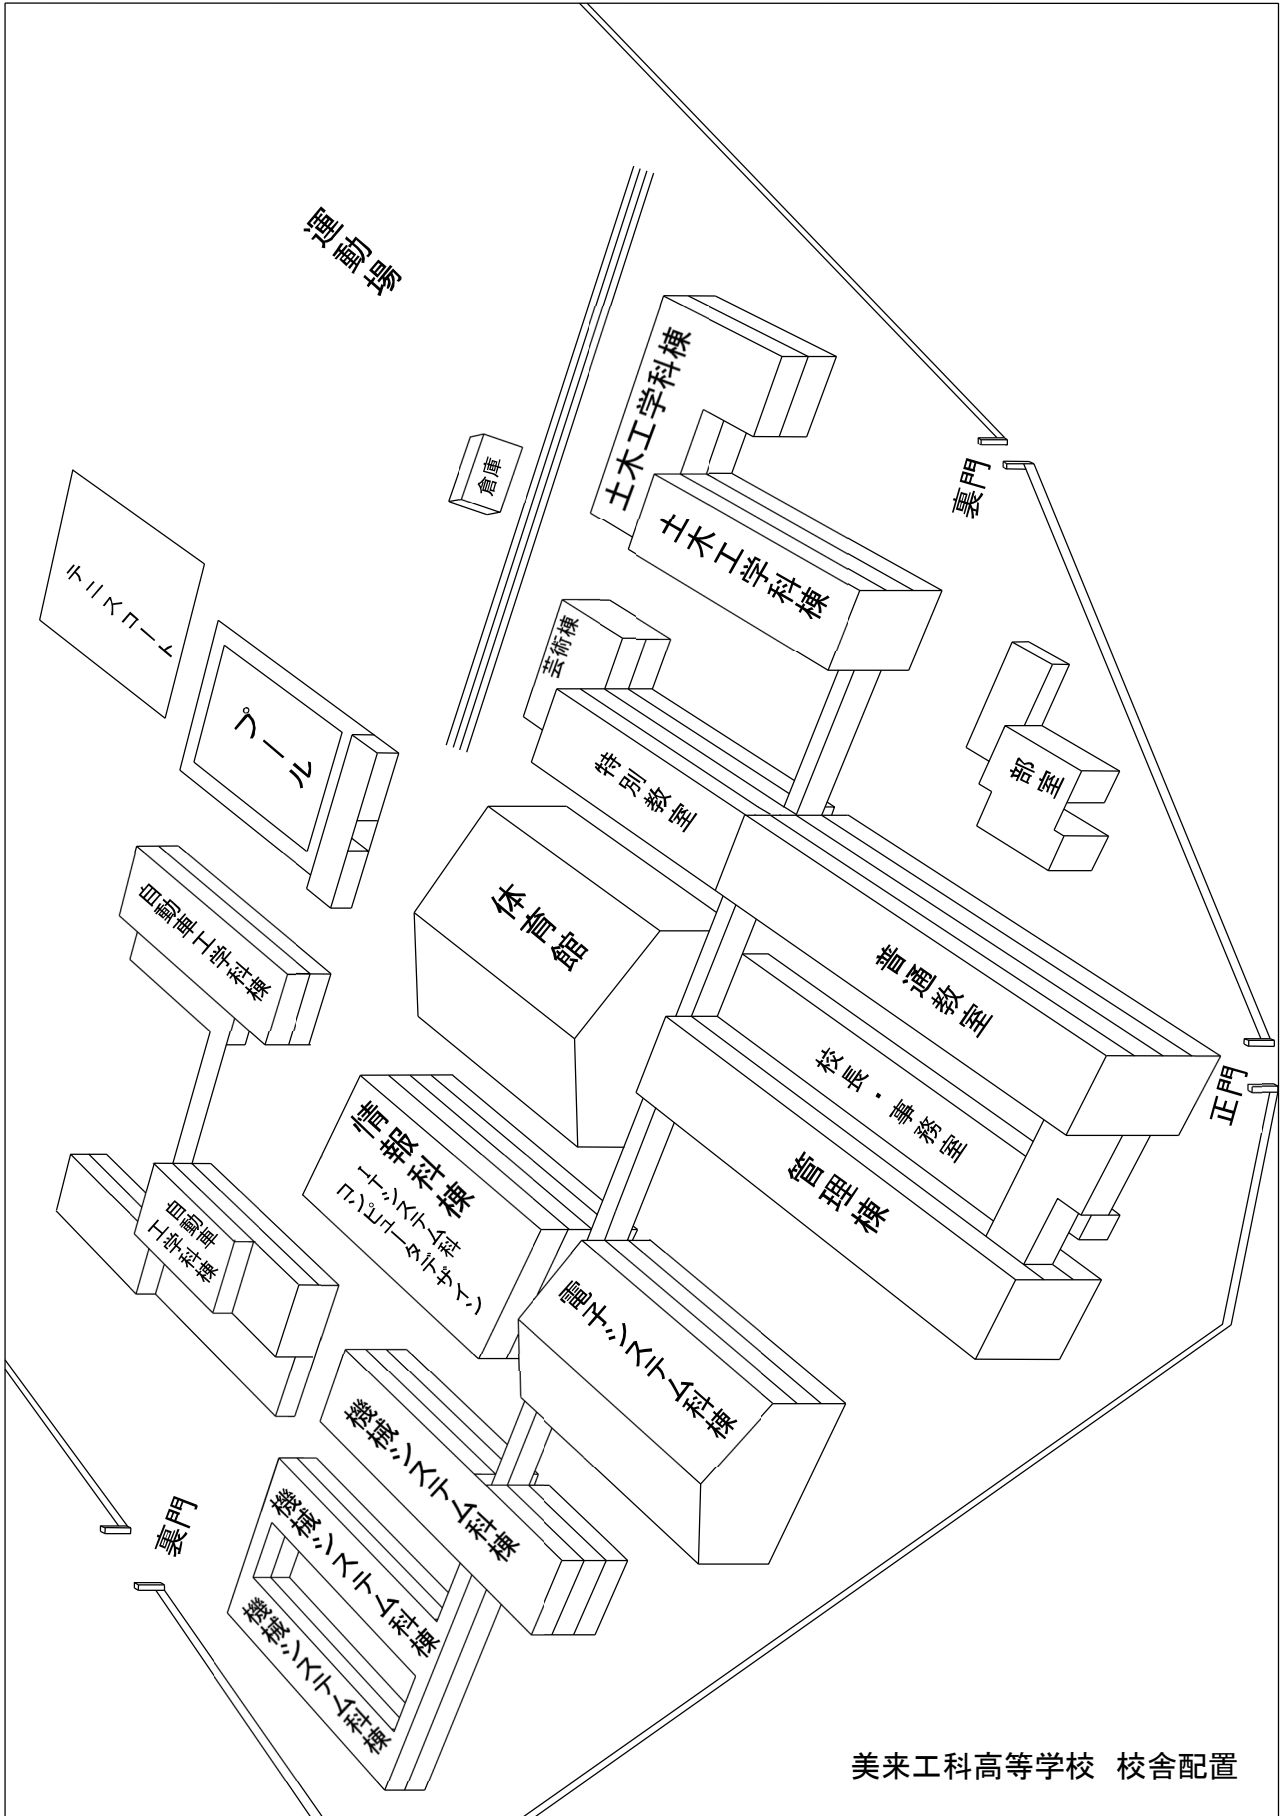 運動場
土木工学科棟
倉庫
裏門
土木工学科棟
テニスコート
芸術棟
プール
特別教室
部室
自動車工学科棟
体育館
普通教室
校長・事務室
正門
情報科棟
ITシステム科
コンピュータデザイン
管理棟
自動車
工学科棟
電子システム科棟
機械システム科棟
機械システム科棟
裏門
機械システム科棟
美来工科高等学校 校舎配置